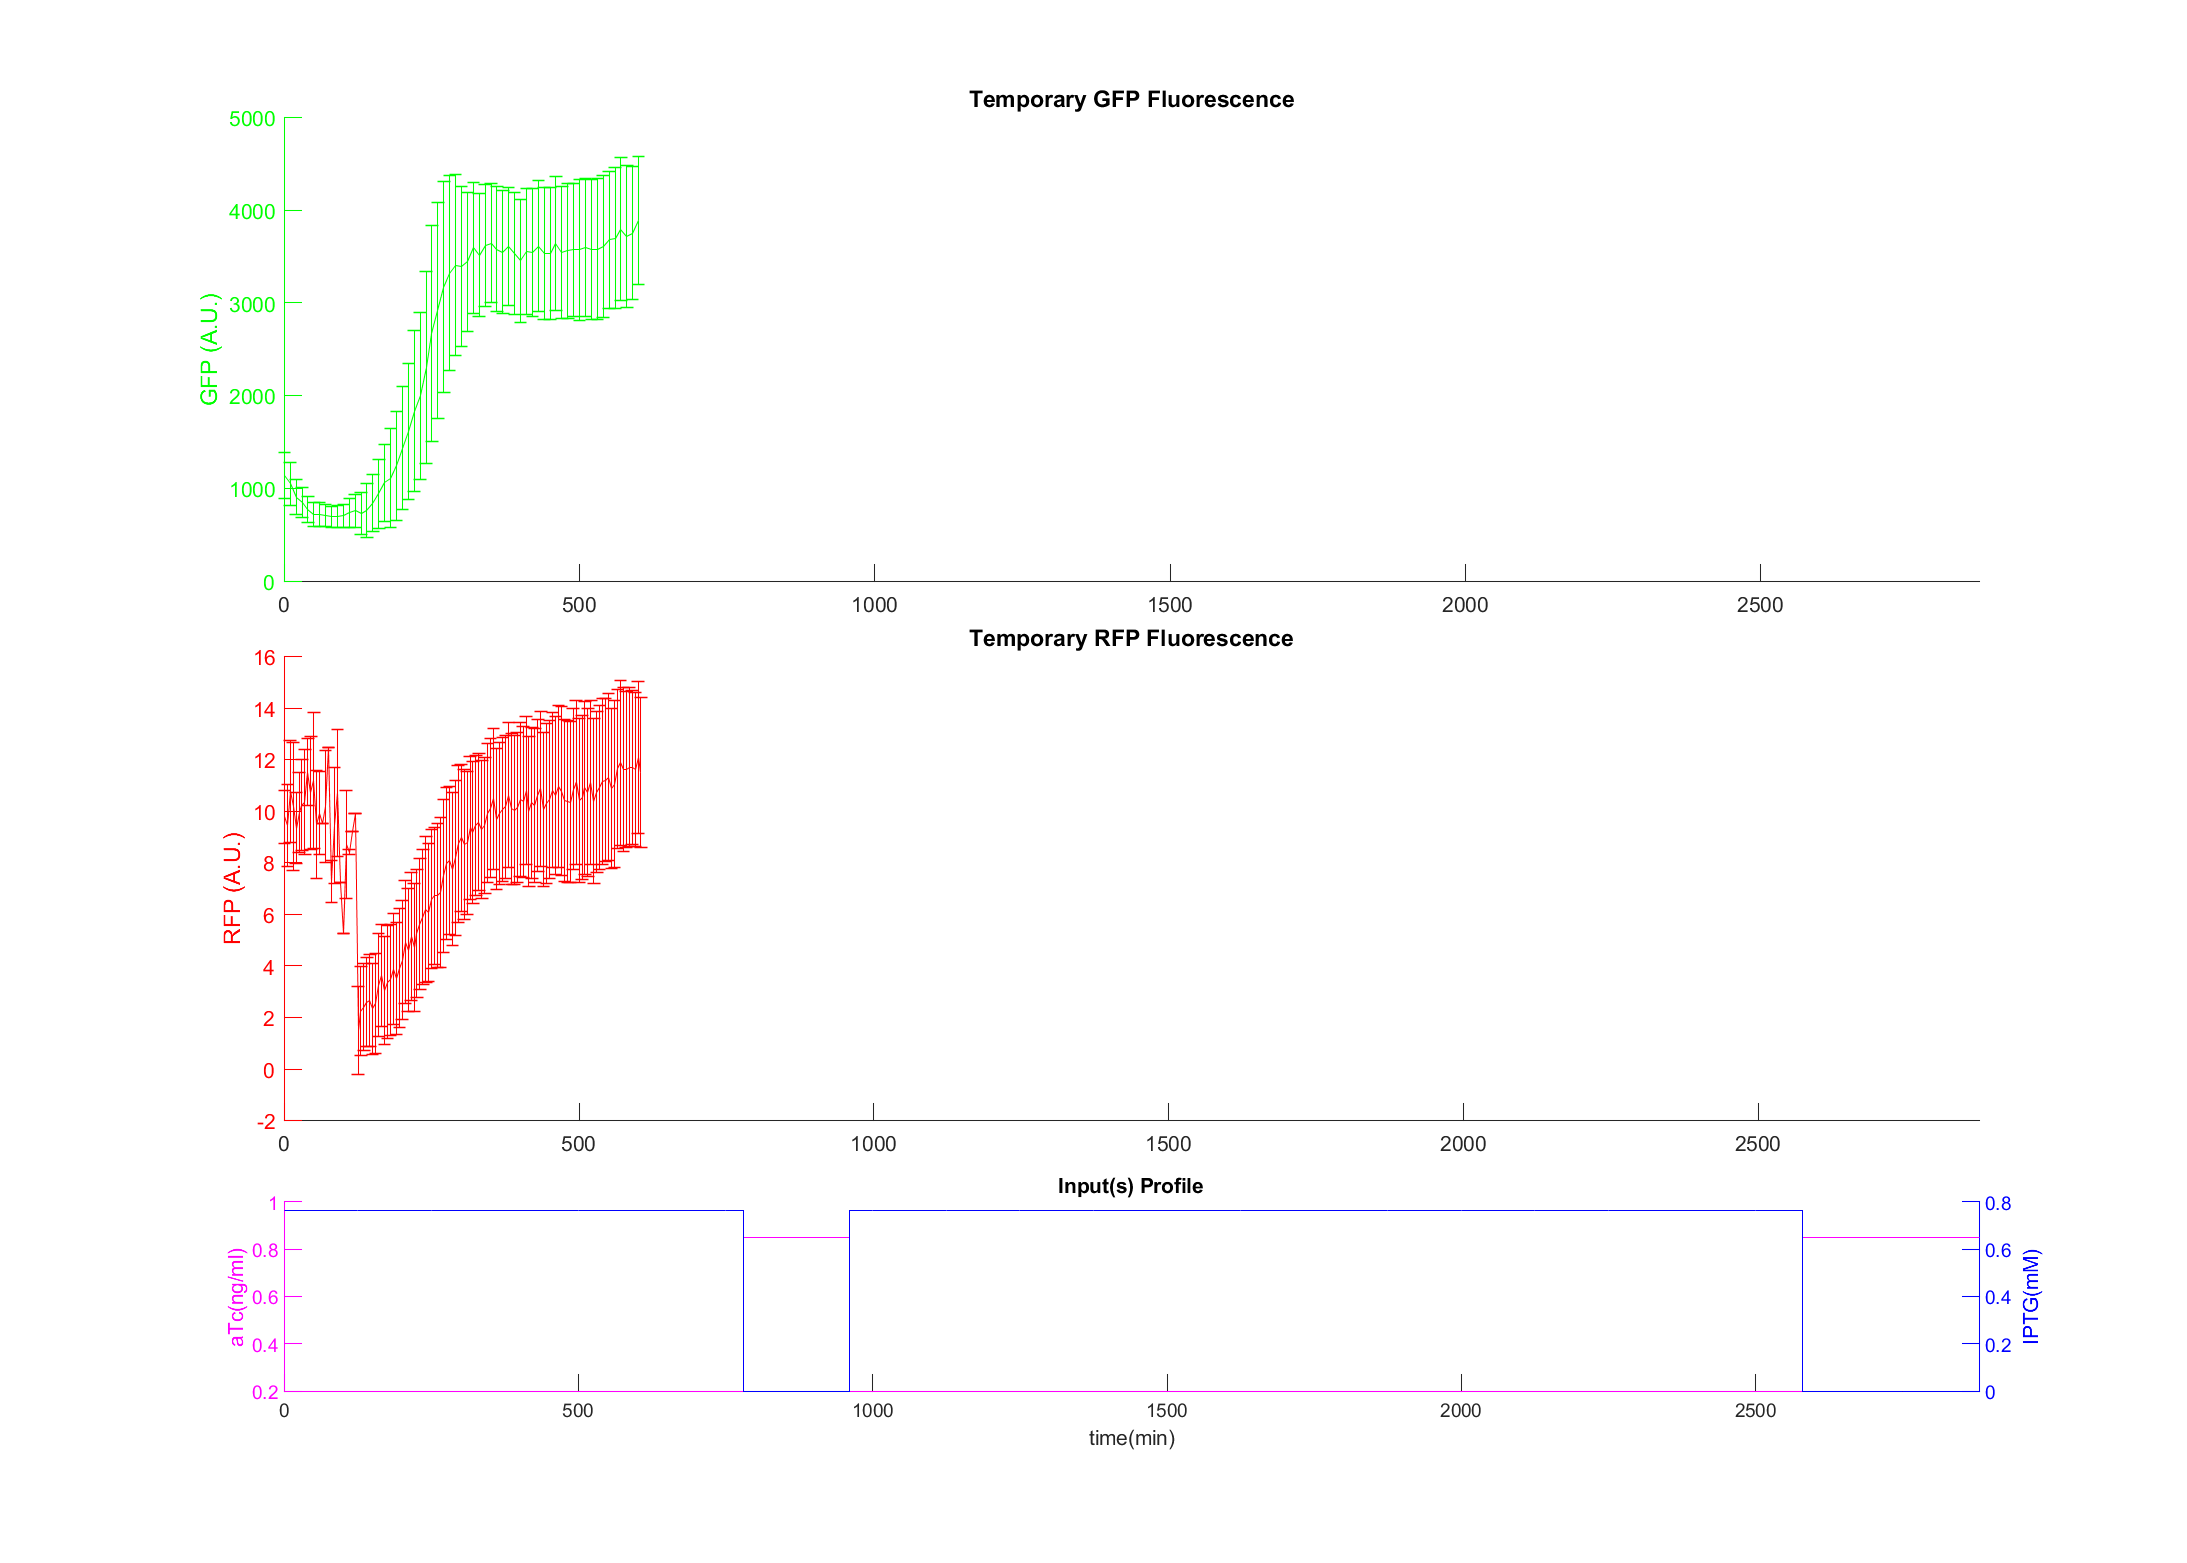 Temporary GFP Fluorescence
5000
4000
3000
2000
1000
0
GFP (A.U.)
0 500 1000 1500 2000 2500
Temporary RFP Fluorescence
16
14
12
10
8
6
4
2
0
-2
RFP (A.U.)
0 500 1000 1500 2000 2500
Input(s) Profile
1
0.8
0.6
0.4
0.2
aTc(ng/ml)
0.8
0.6
0.4
0.2
0
IPTG(mM)
0 500 1000 1500 2000 2500
time(min)